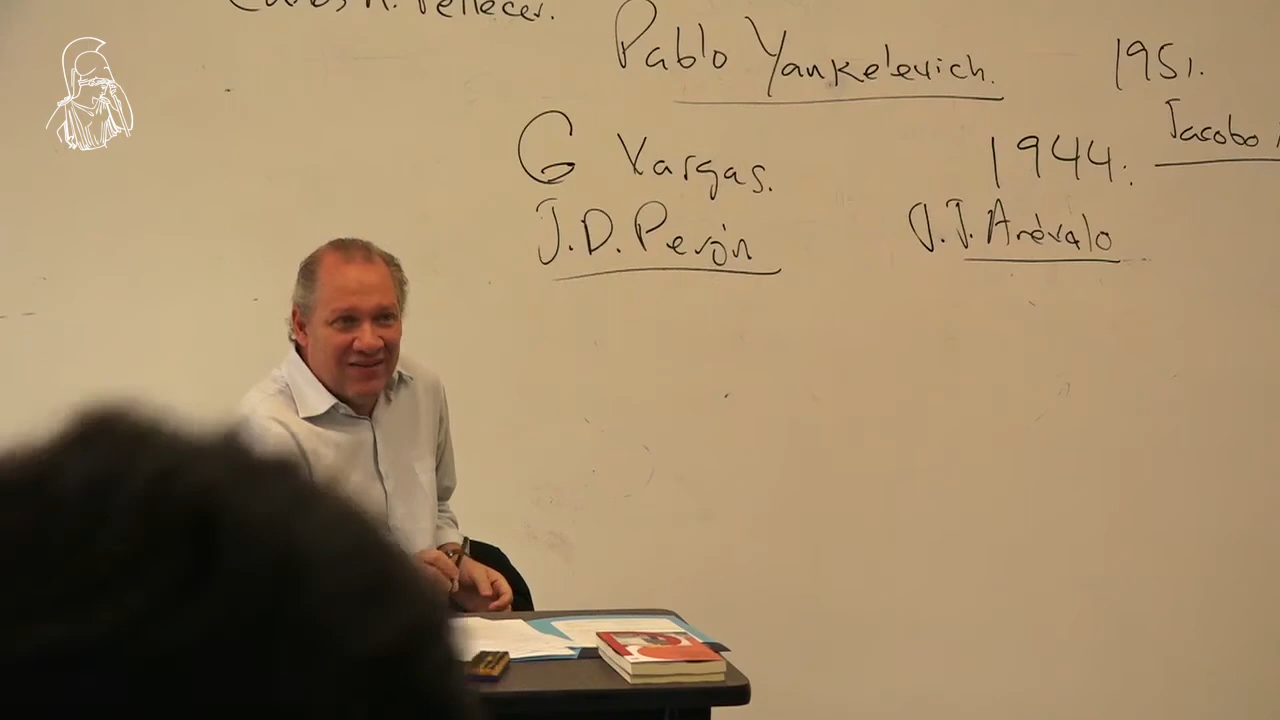 Pablo Yankelevich.
1951.
G Vargas.
1944:
Jacobo
J.D. Perón
J.J. Arévalo